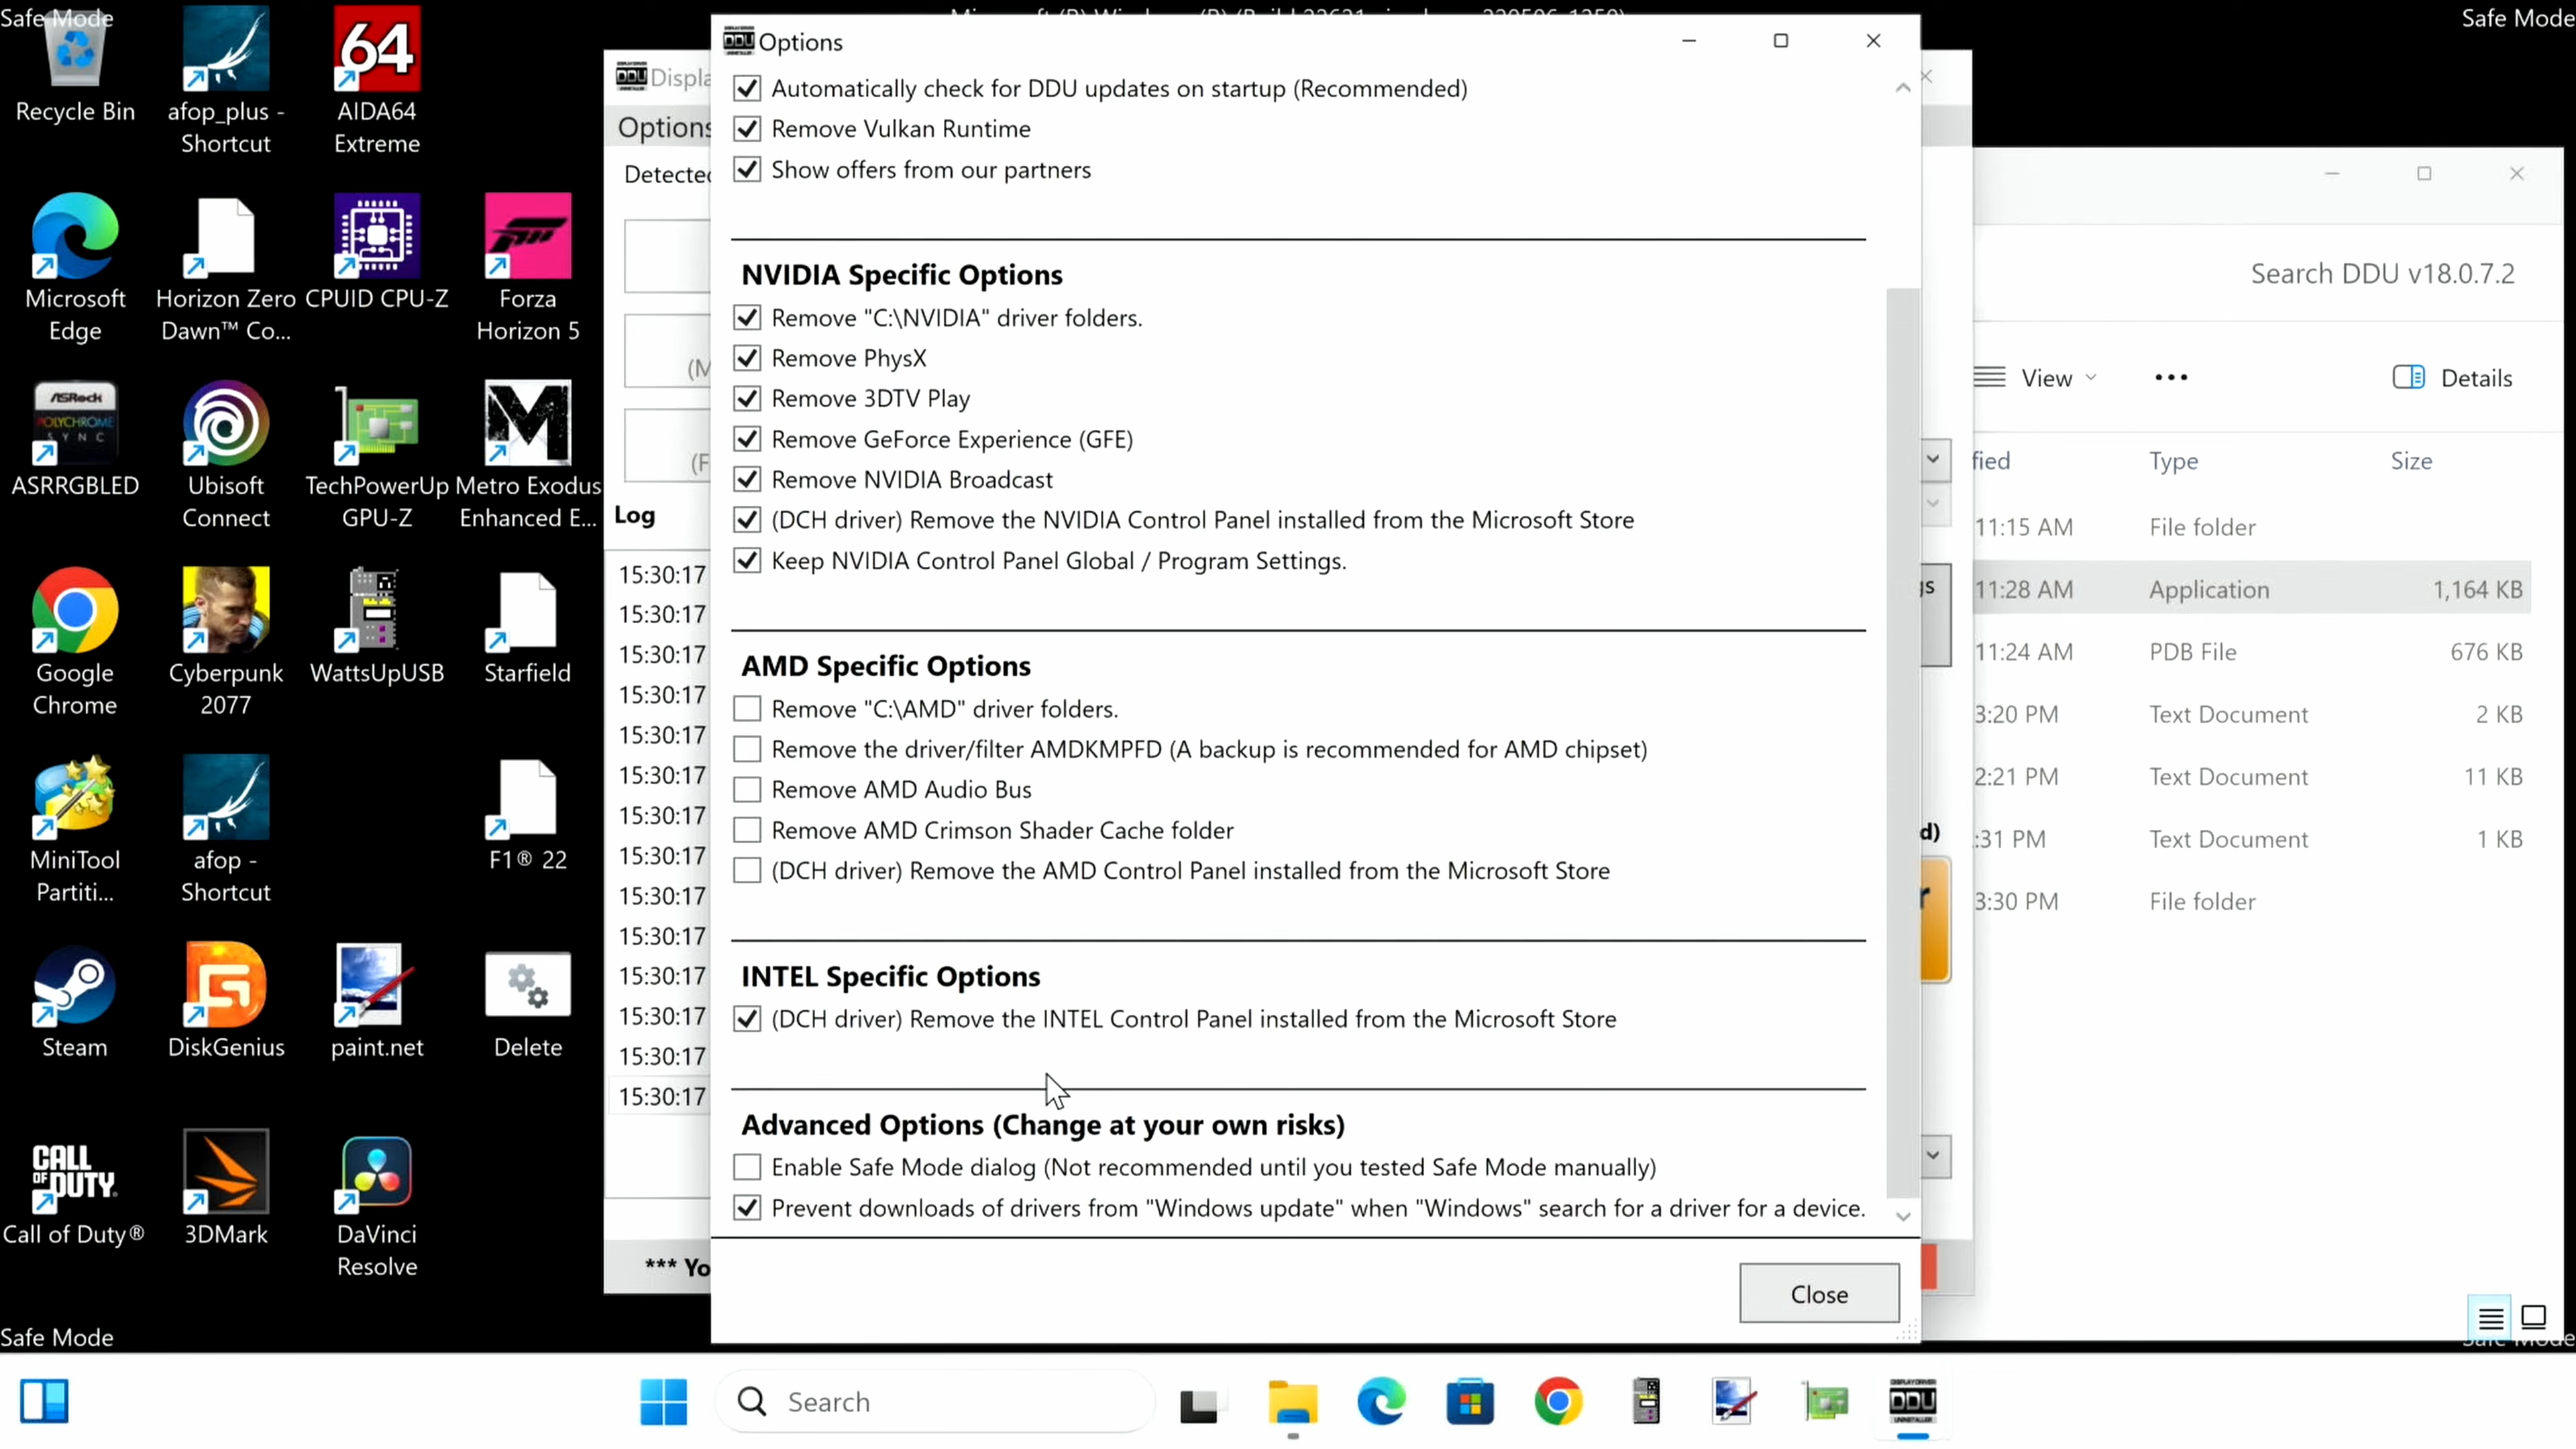 Safe Mode
Safe Mode
Recycle Bin
afop_plus -
Shortcut
64
AIDA64
Extreme
Microsoft
Edge
Horizon Zero
Dawn™ Co...
CPUID CPU-Z
Forza
Horizon 5
ASRock
POLYCHROME
SYNC
ASRRGBLED
Ubisoft
Connect
TechPowerUp
GPU-Z
Metro Exodus
Enhanced E...
Google
Chrome
Cyberpunk
2077
WattsUpUSB
Starfield
MiniTool
Partiti...
afop -
Shortcut
F1® 22
Steam
DiskGenius
paint.net
Delete
CALL
OF DUTY
Call of Duty®
3DMark
DaVinci
Resolve
Safe Mode
Options
Detected
Log
15:30:17
15:30:17
15:30:17
15:30:17
15:30:17
15:30:17
15:30:17
15:30:17
15:30:17
15:30:17
15:30:17
15:30:17
15:30:17
15:30:17
DDU
Options
Automatically check for DDU updates on startup (Recommended)
Remove Vulkan Runtime
Show offers from our partners
NVIDIA Specific Options
Remove "C:\NVIDIA" driver folders.
Remove PhysX
Remove 3DTV Play
Remove GeForce Experience (GFE)
Remove NVIDIA Broadcast
(DCH driver) Remove the NVIDIA Control Panel installed from the Microsoft Store
Keep NVIDIA Control Panel Global / Program Settings.
AMD Specific Options
Remove "C:\AMD" driver folders.
Remove the driver/filter AMDKMPFD (A backup is recommended for AMD chipset)
Remove AMD Audio Bus
Remove AMD Crimson Shader Cache folder
(DCH driver) Remove the AMD Control Panel installed from the Microsoft Store
INTEL Specific Options
(DCH driver) Remove the INTEL Control Panel installed from the Microsoft Store
Advanced Options (Change at your own risks)
Enable Safe Mode dialog (Not recommended until you tested Safe Mode manually)
Prevent downloads of drivers from "Windows update" when "Windows" search for a driver for a device.
Close
Search DDU v18.0.7.2
View
Details
Type
Size
11:15 AM
File folder
11:28 AM
Application
1,164 KB
11:24 AM
PDB File
676 KB
3:20 PM
Text Document
2 KB
2:21 PM
Text Document
11 KB
:31 PM
Text Document
1 KB
3:30 PM
File folder
Search
DDU